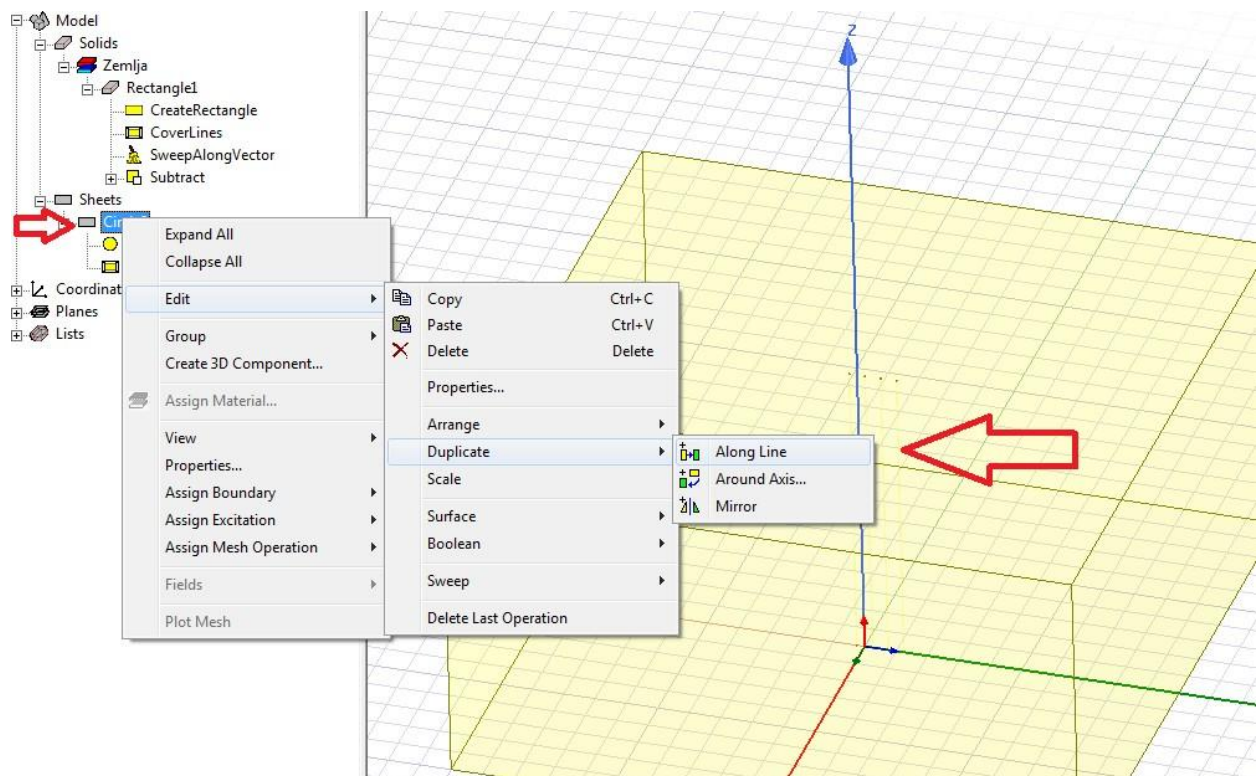 Model
Solids
Zemlja
Rectangle1
CreateRectangle
CoverLines
SweepAlongVector
Subtract
Sheets
Coordinat
Planes
Lists
Expand All
Collapse All
Edit
Group
Create 3D Component...
Assign Material...
View
Properties...
Assign Boundary
Assign Excitation
Assign Mesh Operation
Fields
Plot Mesh
Copy Ctrl+C
Paste Ctrl+V
Delete Delete
Properties...
Arrange
Duplicate
Scale
Surface
Boolean
Sweep
Delete Last Operation
Along Line
Around Axis...
Mirror
Z